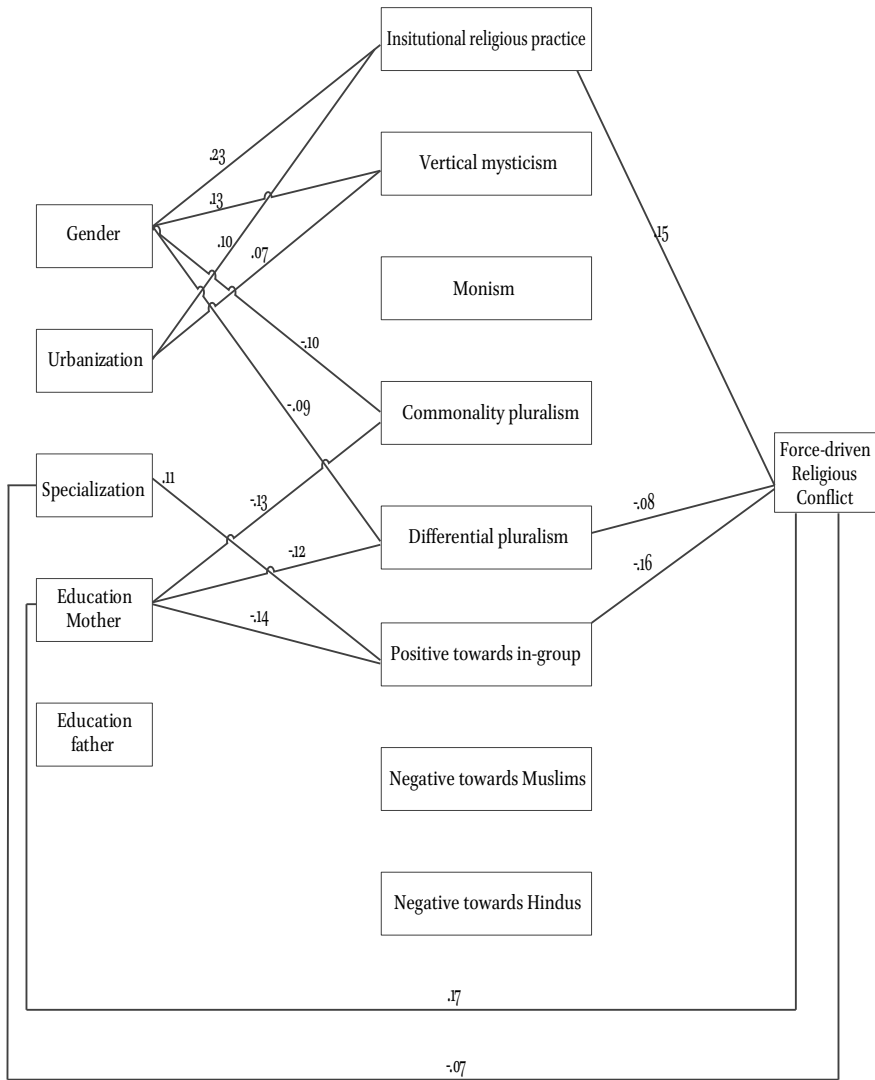 Insitutional religious practice
.23
Vertical mysticism
.13
Gender
.10
.07
.15
Monism
Urbanization
-.10
-.09
Commonality pluralism
Force-driven
Religious
Conflict
Specialization
.11
-.13
-.08
Differential pluralism
-.12
-.16
Education
Mother
-.14
Positive towards in-group
Education
father
Negative towards Muslims
Negative towards Hindus
.17
-.07